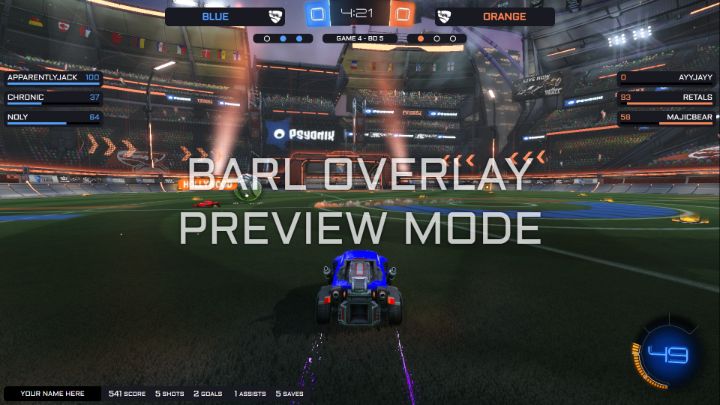 BLUE 0 4:21 0 ORANGE
GAME 4 - BO 5
APPARENTLYJACK 100
CHRONIC 37
NOLY 64
0 AYYJAYY
93 RETALS
58 MAJICBEAR
PSYONIX
BARL OVERLAY
PREVIEW MODE
49
YOUR NAME HERE 541 SCORE 5 SHOTS 2 GOALS 1 ASSISTS 5 SAVES